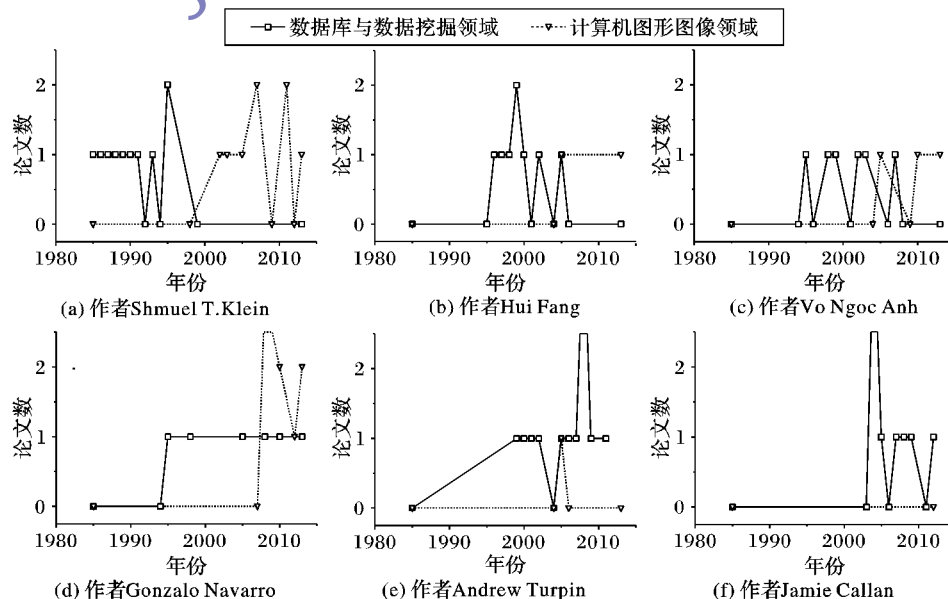 数据库与数据挖掘领域 计算机图形图像领域
论文数 2 1 0
1980 1990 2000 2010
年份
(a) 作者Shmuel T.Klein
论文数 2 1 0
1980 1990 2000 2010
年份
(b) 作者Hui Fang
论文数 2 1 0
1980 1990 2000 2010
年份
(c) 作者Vo Ngoc Anh
论文数 2 1 0
1980 1990 2000 2010
年份
(d) 作者Gonzalo Navarro
论文数 2 1 0
1980 1990 2000 2010
年份
(e) 作者Andrew Turpin
论文数 2 1 0
1980 1990 2000 2010
年份
(f) 作者Jamie Callan